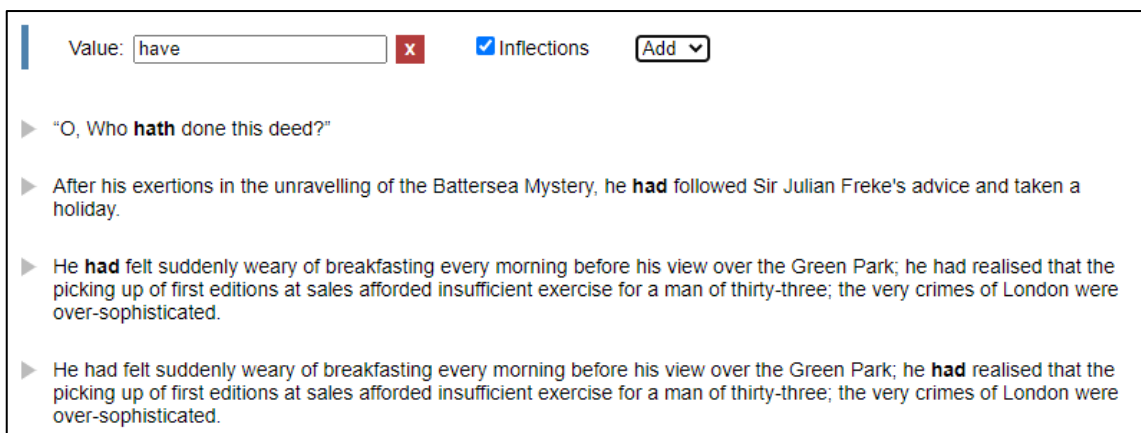 Value: have x Inflections Add
“O, Who hath done this deed?”
After his exertions in the unravelling of the Battersea Mystery, he had followed Sir Julian Freke's advice and taken a
holiday.
He had felt suddenly weary of breakfasting every morning before his view over the Green Park; he had realised that the
picking up of first editions at sales afforded insufficient exercise for a man of thirty-three; the very crimes of London were
over-sophisticated.
He had felt suddenly weary of breakfasting every morning before his view over the Green Park; he had realised that the
picking up of first editions at sales afforded insufficient exercise for a man of thirty-three; the very crimes of London were
over-sophisticated.